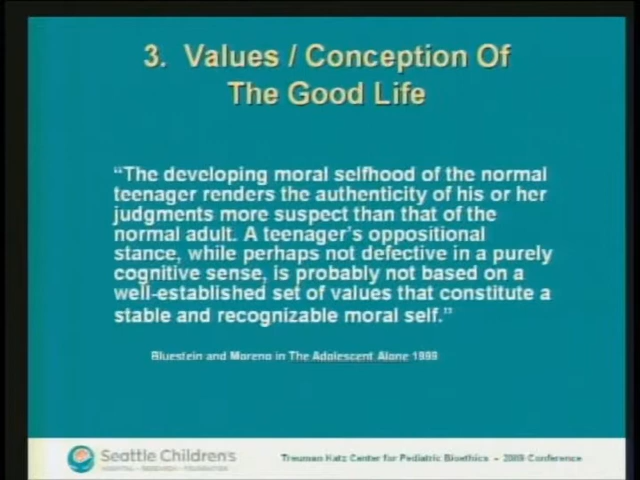 3. Values / Conception Of
The Good Life
“The developing moral selfhood of the normal
teenager renders the authenticity of his or her
judgments more suspect than that of the
normal adult. A teenager’s oppositional
stance, while perhaps not defective in a purely
cognitive sense, is probably not based on a
well-established set of values that constitute a
stable and recognizable moral self.”
and Moreno in The Adolescent Alone
Seattle Children's
HOSPITAL • RESEARCH • FOUNDATION
Treuman Katz Center for Pediatric Bioethics – 2009 Conference